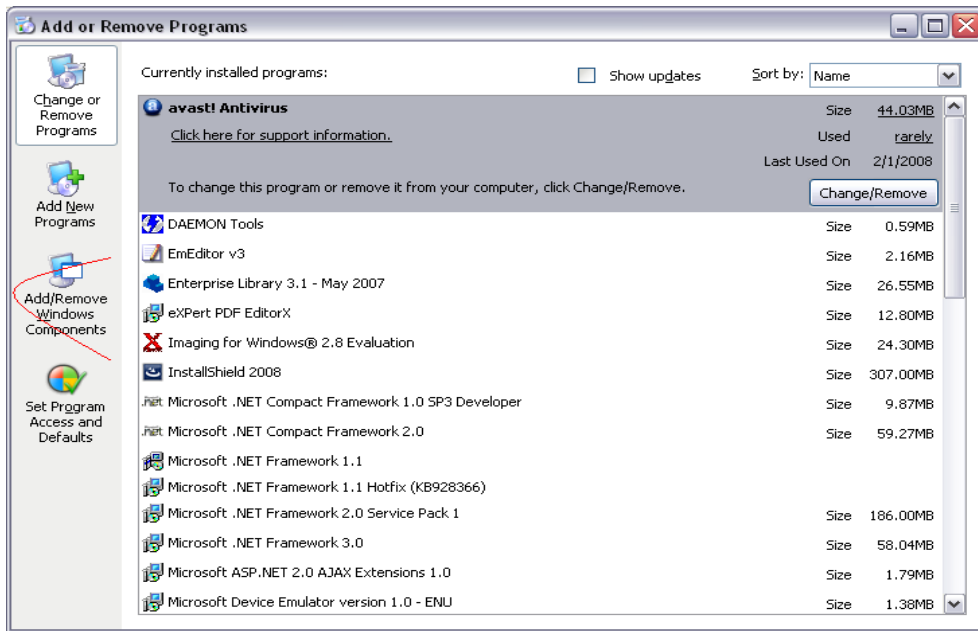 Add or Remove Programs
Change or
Remove
Programs
Add New
Programs
Add/Remove
Windows
Components
Set Program
Access and
Defaults
Currently installed programs:
Show updates
Sort by: Name
avast! Antivirus Size 44.03MB
Click here for support information. Used rarely
Last Used On 2/1/2008
To change this program or remove it from your computer, click Change/Remove. Change/Remove
DAEMON Tools Size 0.59MB
EmEditor v3 Size 2.16MB
Enterprise Library 3.1 - May 2007 Size 26.55MB
eXPert PDF EditorX Size 12.80MB
Imaging for Windows® 2.8 Evaluation Size 24.30MB
InstallShield 2008 Size 307.00MB
.net Microsoft .NET Compact Framework 1.0 SP3 Developer Size 9.87MB
.net Microsoft .NET Compact Framework 2.0 Size 59.27MB
Microsoft .NET Framework 1.1
Microsoft .NET Framework 1.1 Hotfix (KB928366)
Microsoft .NET Framework 2.0 Service Pack 1 Size 186.00MB
Microsoft .NET Framework 3.0 Size 58.04MB
Microsoft ASP.NET 2.0 AJAX Extensions 1.0 Size 1.79MB
Microsoft Device Emulator version 1.0 - ENU Size 1.38MB